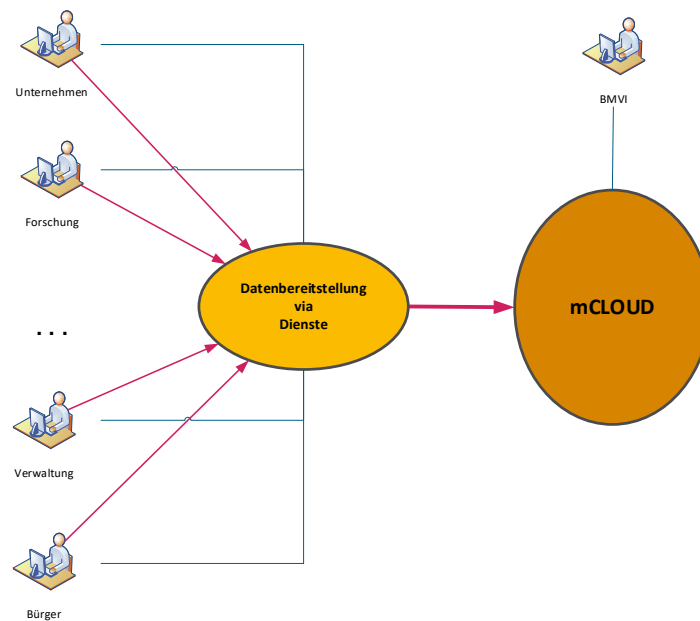 Unternehmen
BMVI
Forschung
Datenbereitstellung
via
Dienste
mCLOUD
...
Verwaltung
Bürger